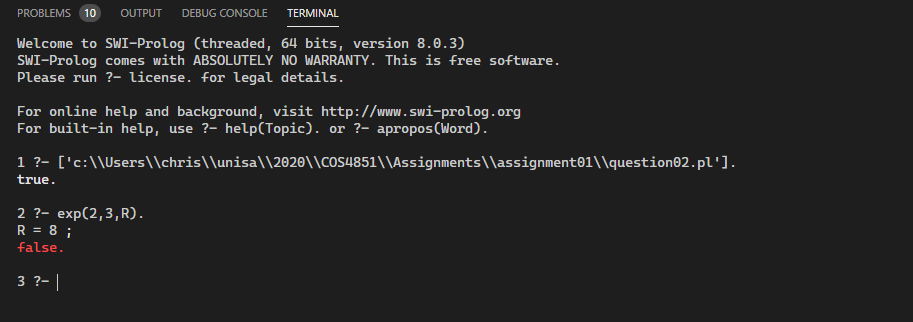 PROBLEMS 10 OUTPUT DEBUG CONSOLE TERMINAL
Welcome to SWI-Prolog (threaded, 64 bits, version 8.0.3)
SWI-Prolog comes with ABSOLUTELY NO WARRANTY. This is free software.
Please run ?- license. for legal details.
For online help and background, visit http://www.swi-prolog.org
For built-in help, use ?- help(Topic). or ?- apropos(Word).
1 ?- ['c:\\Users\\chris\\unisa\\2020\\COS4851\\Assignments\\assignment01\\question02.pl'].
true.
2 ?- exp(2,3,R).
R = 8 ;
false.
3 ?-